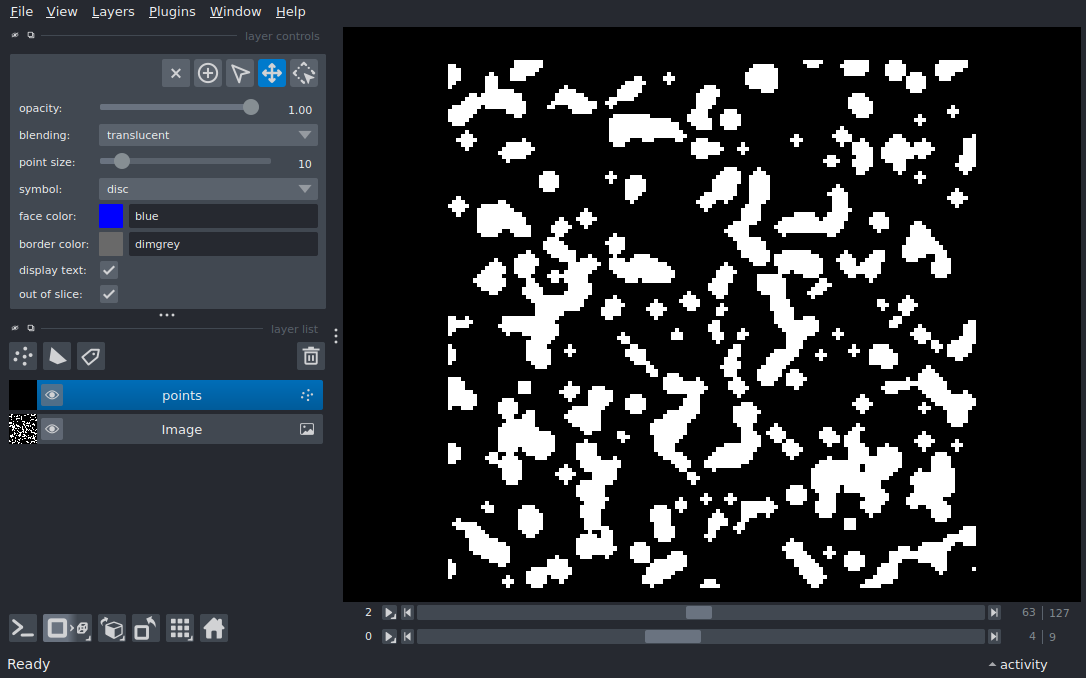 File View Layers Plugins Window Help
layer controls
opacity: 1.00
blending: translucent
point size: 10
symbol: disc
face color: blue
border color: dimgrey
display text:
out of slice:
layer list
points
Image
2 63 | 127
0 4 | 9
Ready activity